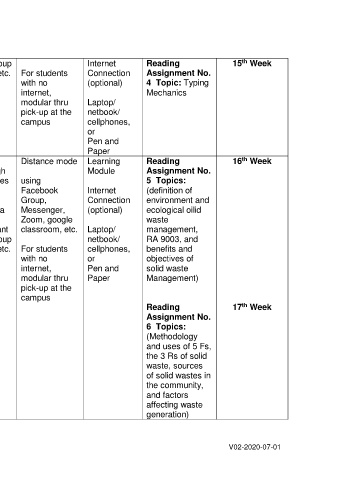 oup
etc.
For students
with no
internet,
modular thru
pick-up at the
campus
Internet
Connection
(optional)
Laptop/
netbook/
cellphones,
or
Pen and
Paper
Reading
Assignment No.
4 Topic: Typing
Mechanics
15th Week
gh
es
a
nt
oup
etc.
Distance mode
using
Facebook
Group,
Messenger,
Zoom, google
classroom, etc.
For students
with no
internet,
modular thru
pick-up at the
campus
Learning
Module
Internet
Connection
(optional)
Laptop/
netbook/
cellphones,
or
Pen and
Paper
Reading
Assignment No.
5 Topics:
(definition of
environment and
ecological oilid
waste
management,
RA 9003, and
benefits and
objectives of
solid waste
Management)
16th Week
Reading
Assignment No.
6 Topics:
(Methodology
and uses of 5 Fs,
the 3 Rs of solid
waste, sources
of solid wastes in
the community,
and factors
affecting waste
generation)
17th Week
V02-2020-07-01